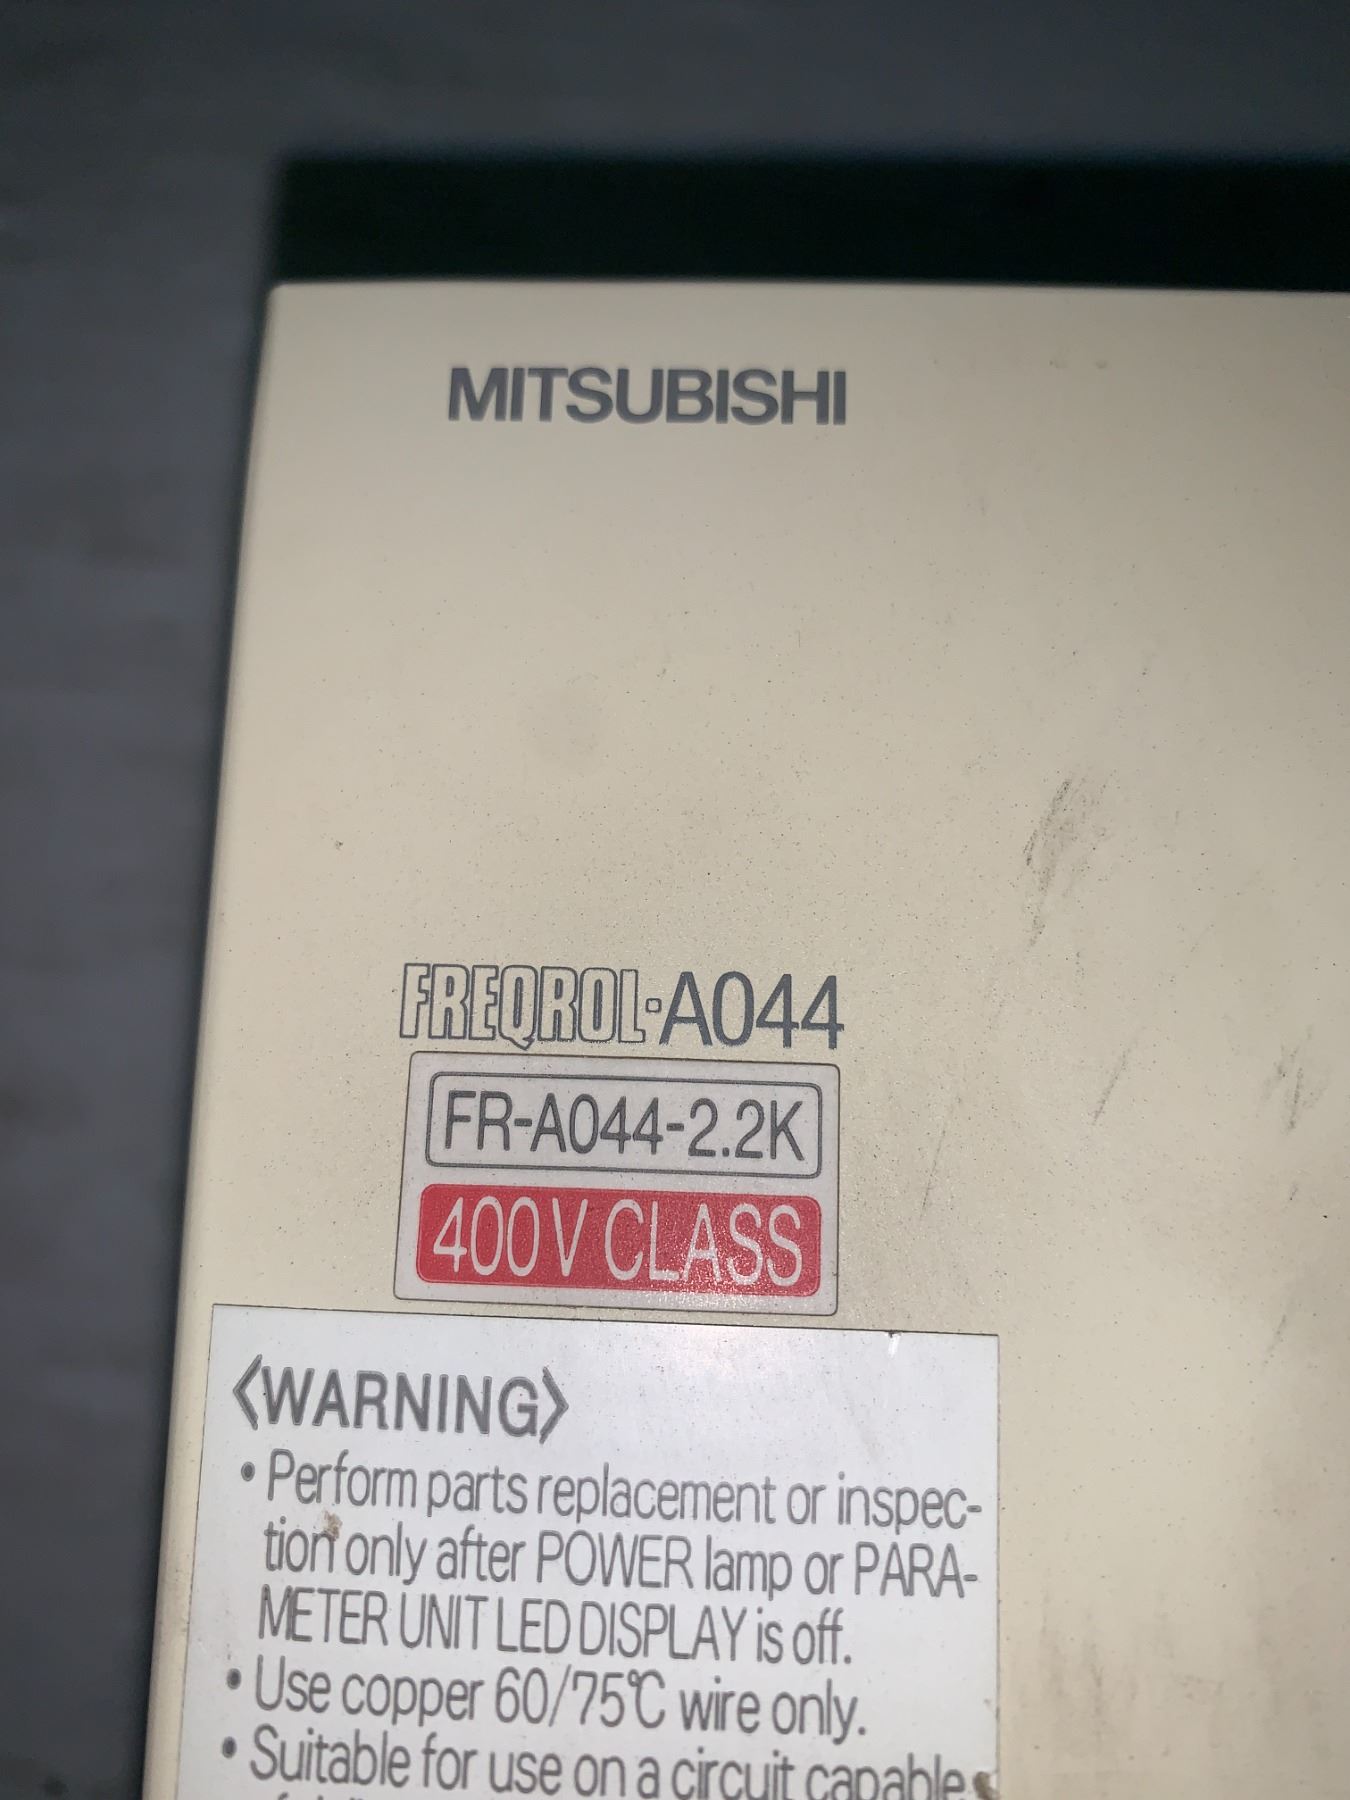 MITSUBISHI
FREQROL-A044
FR-A044-2.2K
400V CLASS
〈WARNING〉
• Perform parts replacement or inspec-
tion only after POWER lamp or PARA-
METER UNIT LED DISPLAY is off.
• Use copper 60/75℃ wire only.
• Suitable for use on a circuit capable